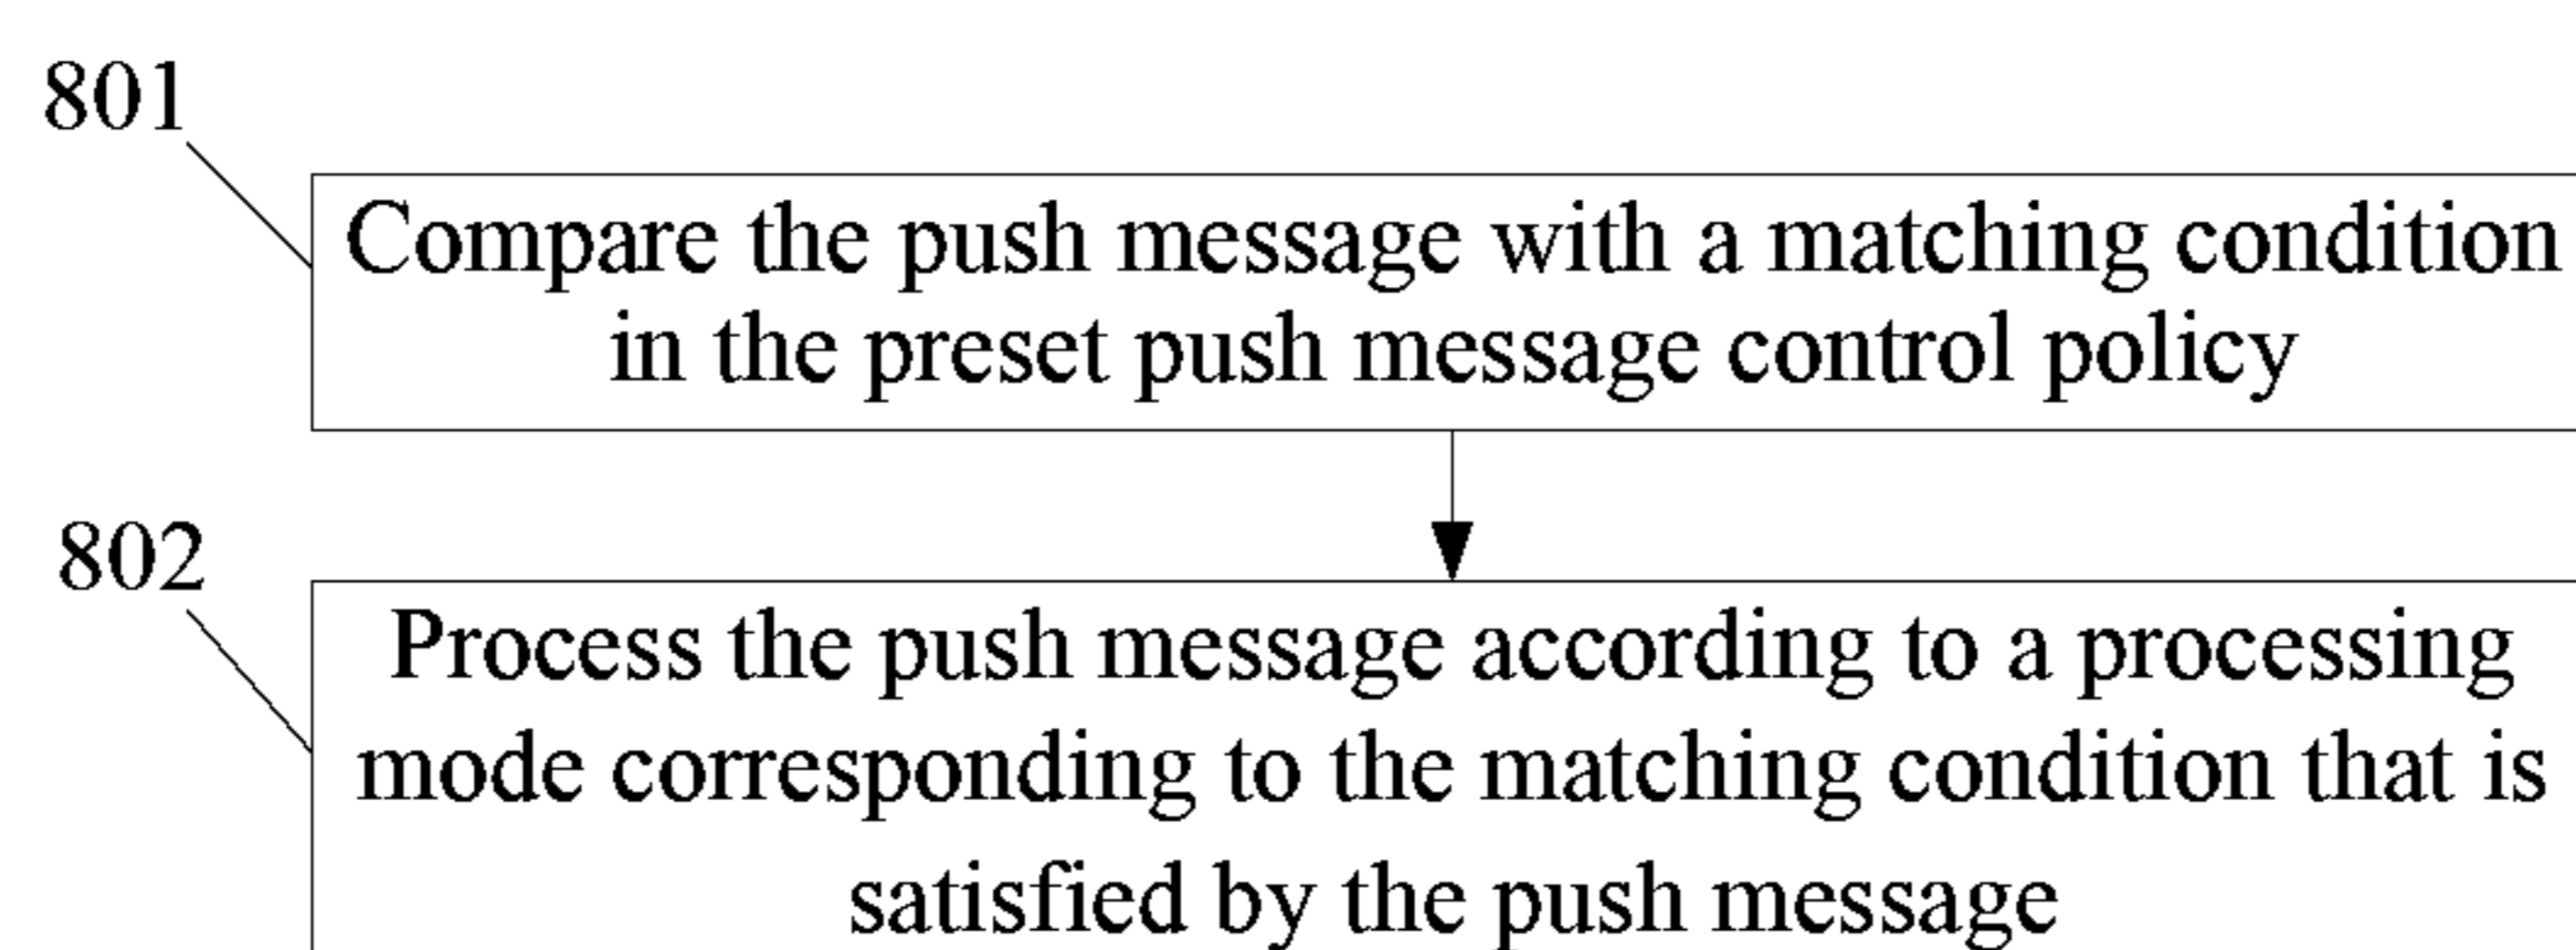 801
Compare the push message with a matching condition
in the preset push message control policy
802
Process the push message according to a processing
mode corresponding to the matching condition that is
satisfied by the push message